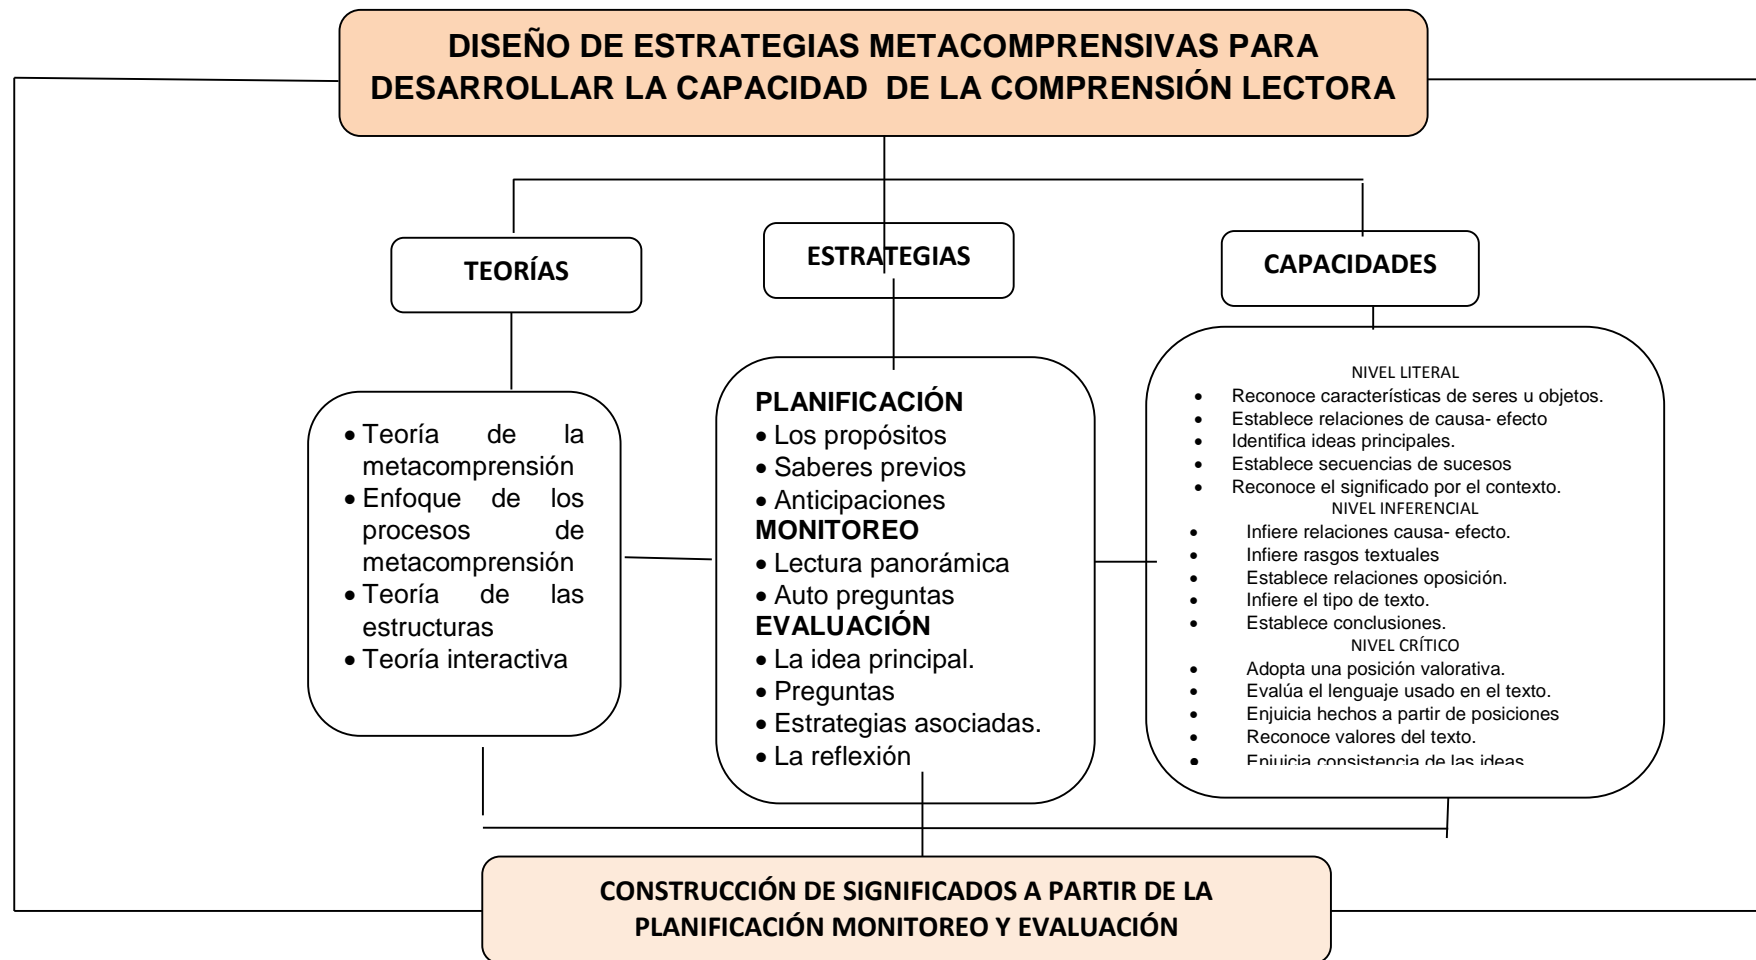 DISEÑO DE ESTRATEGIAS METACOMPRENSIVAS PARA
DESARROLLAR LA CAPACIDAD DE LA COMPRENSIÓN LECTORA
TEORÍAS
ESTRATEGIAS
CAPACIDADES
• Teoría de la
metacomprensión
• Enfoque de los
procesos de
metacomprensión
• Teoría de las
estructuras
• Teoría interactiva
PLANIFICACIÓN
• Los propósitos
• Saberes previos
• Anticipaciones
MONITOREO
• Lectura panorámica
• Auto preguntas
EVALUACIÓN
• La idea principal.
• Preguntas
• Estrategias asociadas.
• La reflexión
NIVEL LITERAL
• Reconoce características de seres u objetos.
• Establece relaciones de causa- efecto
• Identifica ideas principales.
• Establece secuencias de sucesos
• Reconoce el significado por el contexto.
NIVEL INFERENCIAL
• Infiere relaciones causa- efecto.
• Infiere rasgos textuales
• Establece relaciones oposición.
• Infiere el tipo de texto.
• Establece conclusiones.
NIVEL CRÍTICO
• Adopta una posición valorativa.
• Evalúa el lenguaje usado en el texto.
• Enjuicia hechos a partir de posiciones
• Reconoce valores del texto.
• Enjuicia consistencia de las ideas
CONSTRUCCIÓN DE SIGNIFICADOS A PARTIR DE LA
PLANIFICACIÓN MONITOREO Y EVALUACIÓN